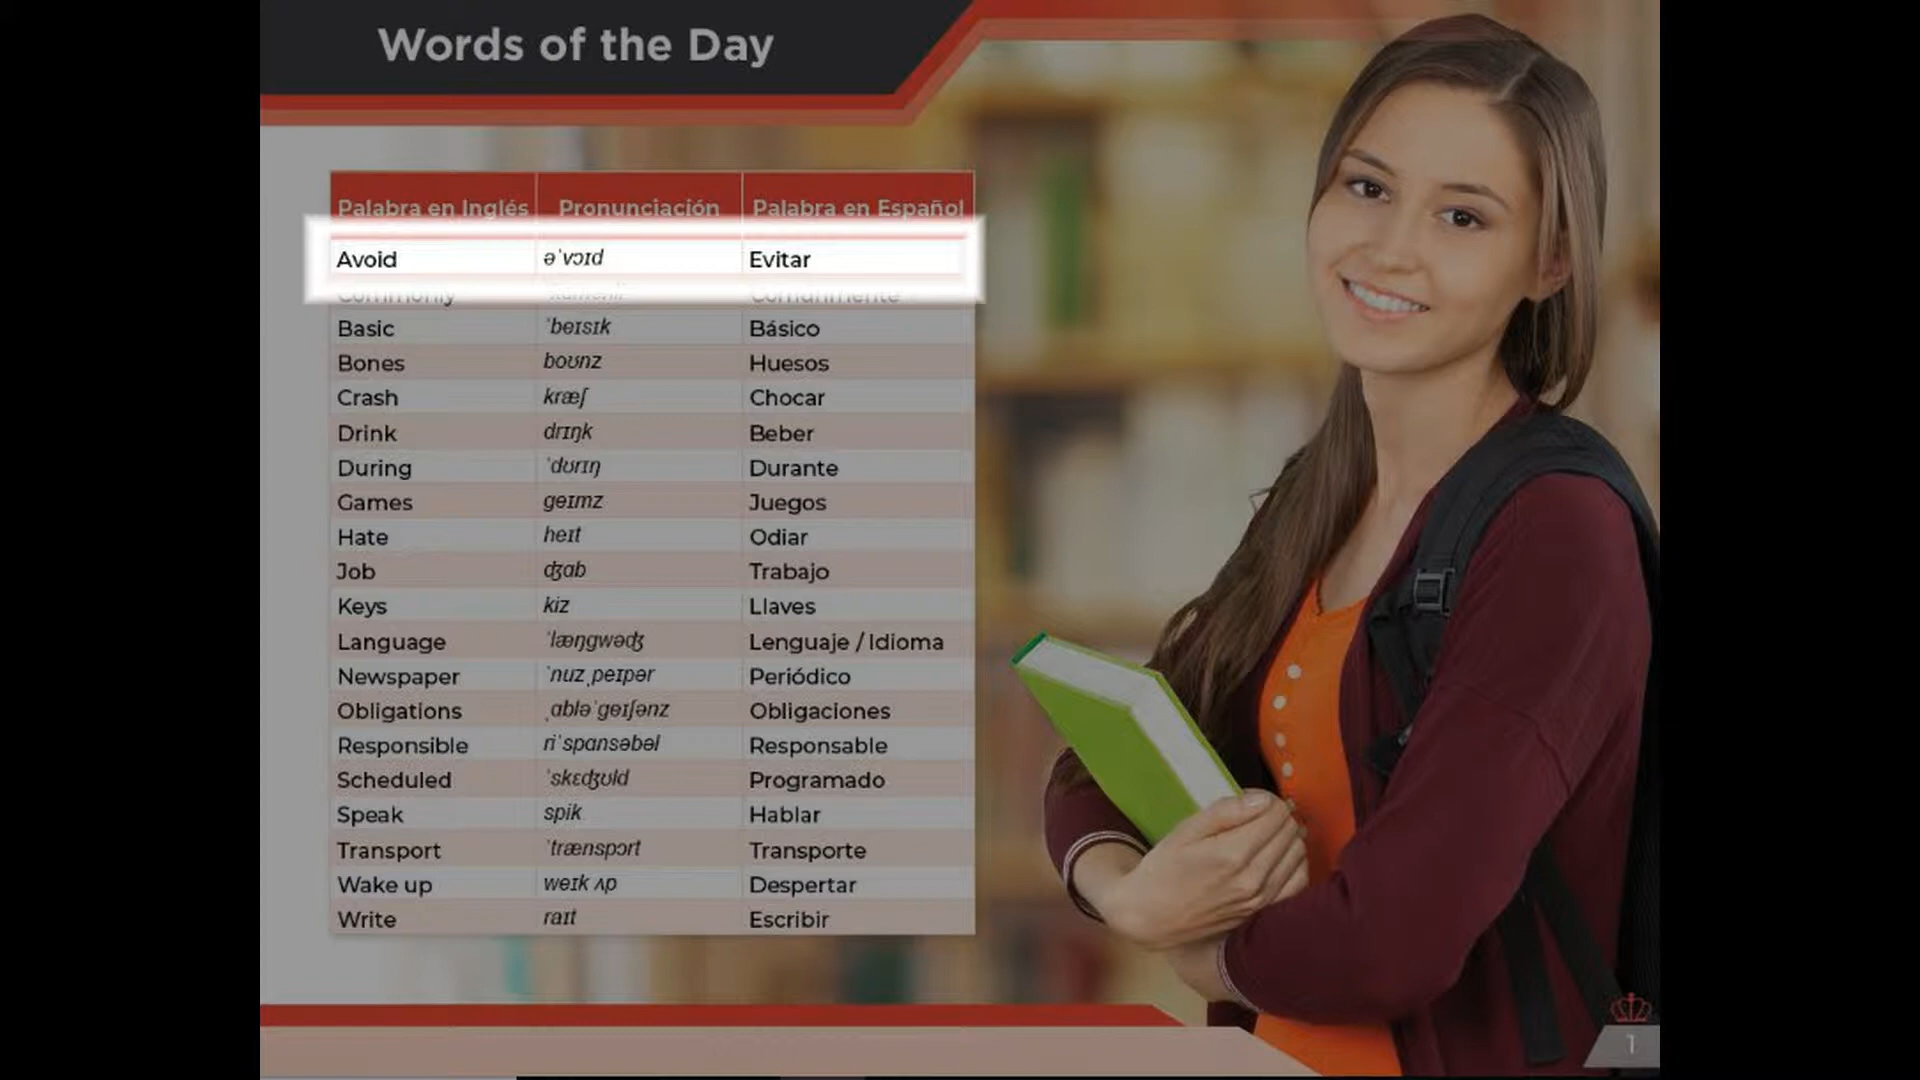 Words of the Day
Palabra en Inglés Pronunciación Palabra en Español
Avoid əˈvɔɪd Evitar
Commonly Comúnmente
Basic ˈbeɪsɪk Básico
Bones boʊnz Huesos
Crash kræʃ Chocar
Drink drɪŋk Beber
During ˈdʊrɪŋ Durante
Games geɪmz Juegos
Hate heɪt Odiar
Job ʤɑb Trabajo
Keys kiz Llaves
Language ˈlæŋgwəʤ Lenguaje / Idioma
Newspaper ˈnuzˌpeɪpər Periódico
Obligations ˌɑbləˈgeɪʃənz Obligaciones
Responsible riˈspɑnsəbəl Responsable
Scheduled ˈskɛʤʊld Programado
Speak spik Hablar
Transport ˈtrænspɔrt Transporte
Wake up weɪk ʌp Despertar
Write raɪt Escribir
1